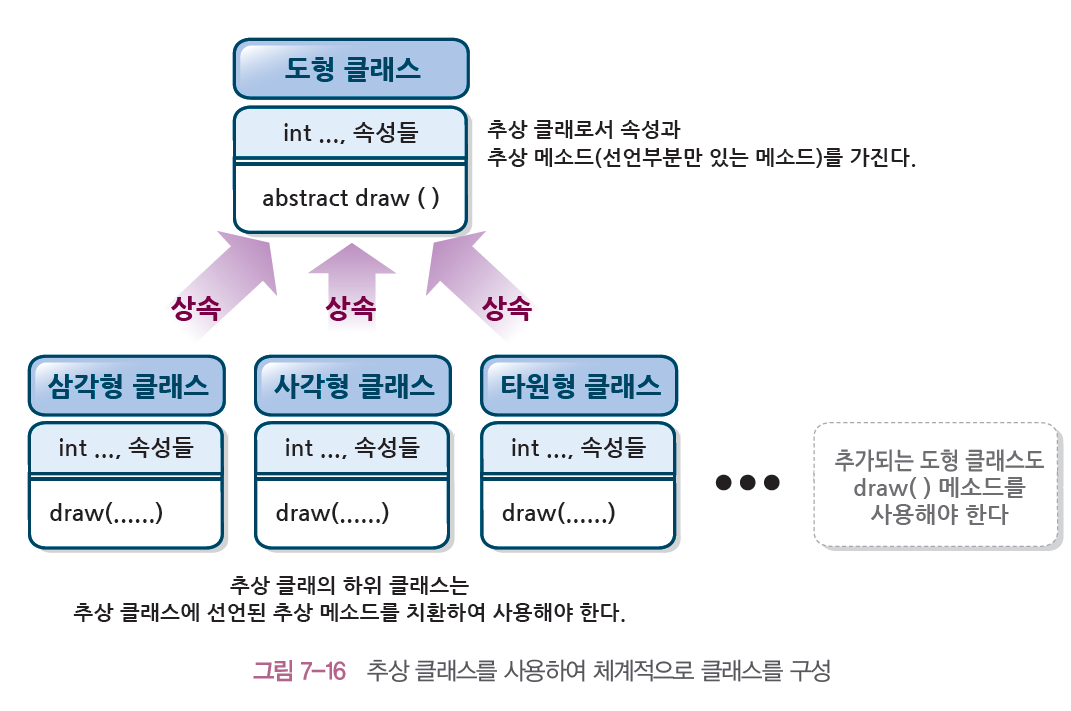 도형 클래스
int ..., 속성들
abstract draw ( )
추상 클래로서 속성과
추상 메소드(선언부분만 있는 메소드)를 가진다.
상속
상속
상속
삼각형 클래스
int ..., 속성들
draw(......)
사각형 클래스
int ..., 속성들
draw(......)
타원형 클래스
int ..., 속성들
draw(......)
●●●
추가되는 도형 클래스도
draw( ) 메소드를
사용해야 한다
추상 클래의 하위 클래스는
추상 클래스에 선언된 추상 메소드를 치환하여 사용해야 한다.
그림 7-16 추상 클래스를 사용하여 체계적으로 클래스를 구성